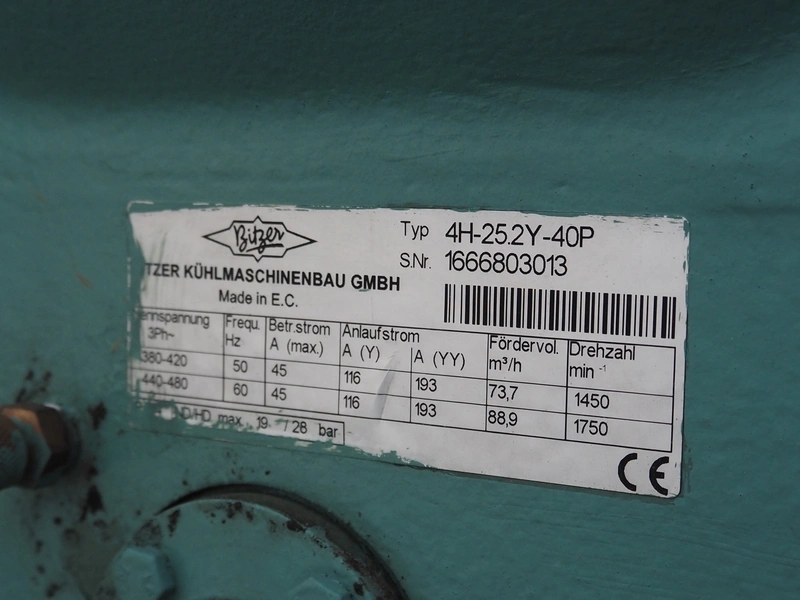 Bitzer
Typ 4H-25.2Y-40P
S.Nr. 1666803013
TZER KÜHLMASCHINENBAU GMBH
Made in E.C.
ennspannung 3Ph~ Frequ. Hz Betr.strom A (max.) Anlaufstrom A (Y) A (YY) Fördervol. m³/h Drehzahl min -1
380-420 50 45 116 193 73,7 1450
440-480 60 45 116 193 88,9 1750
ND/HD max. 19 / 28 bar
CE